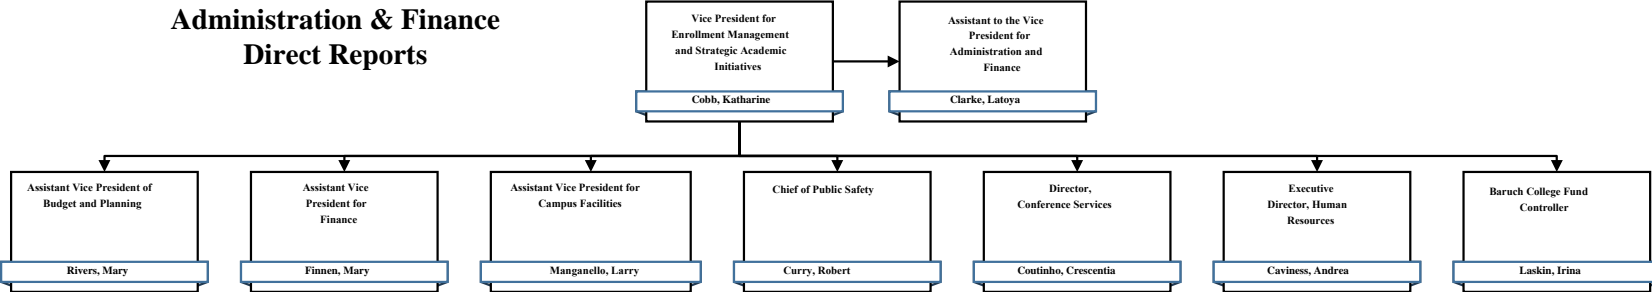 Administration & Finance
Direct Reports
Vice President for
Enrollment Management
and Strategic Academic
Initiatives
Cobb, Katharine
Assistant to the Vice
President for
Administration and
Finance
Clarke, Latoya
Assistant Vice President of
Budget and Planning
Rivers, Mary
Assistant Vice
President for
Finance
Finnen, Mary
Assistant Vice President for
Campus Facilities
Manganello, Larry
Chief of Public Safety
Curry, Robert
Director,
Conference Services
Coutinho, Crescentia
Executive
Director, Human
Resources
Caviness, Andrea
Baruch College Fund
Controller
Laskin, Irina